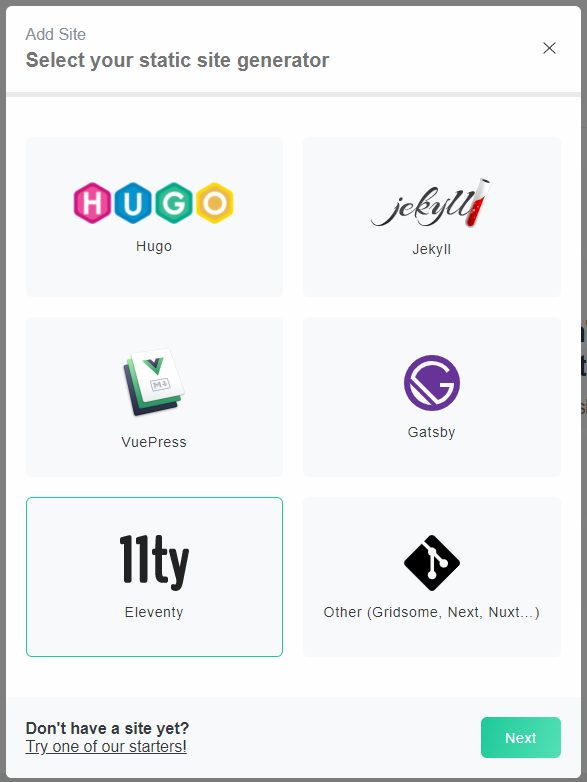 Add Site
Select your static site generator
HUGO
Hugo
jekyll
Jekyll
M↓
VuePress
Gatsby
11ty
Eleventy
Other (Gridsome, Next, Nuxt...)
Don't have a site yet?
Try one of our starters!
Next